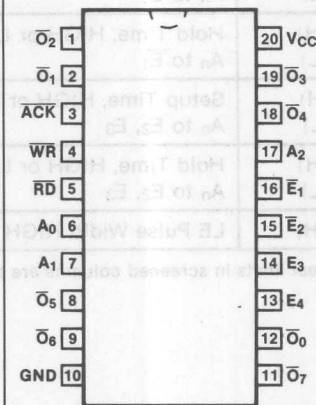 O̅₂ 1 20 VCC
O̅₁ 2 19 O̅₃
A̅C̅K̅ 3 18 O̅₄
W̅R̅ 4 17 A₂
R̅D̅ 5 16 E̅₁
A₀ 6 15 E̅₂
A₁ 7 14 E₃
O̅₅ 8 13 E₄
O̅₆ 9 12 O̅₀
GND 10 11 O̅₇